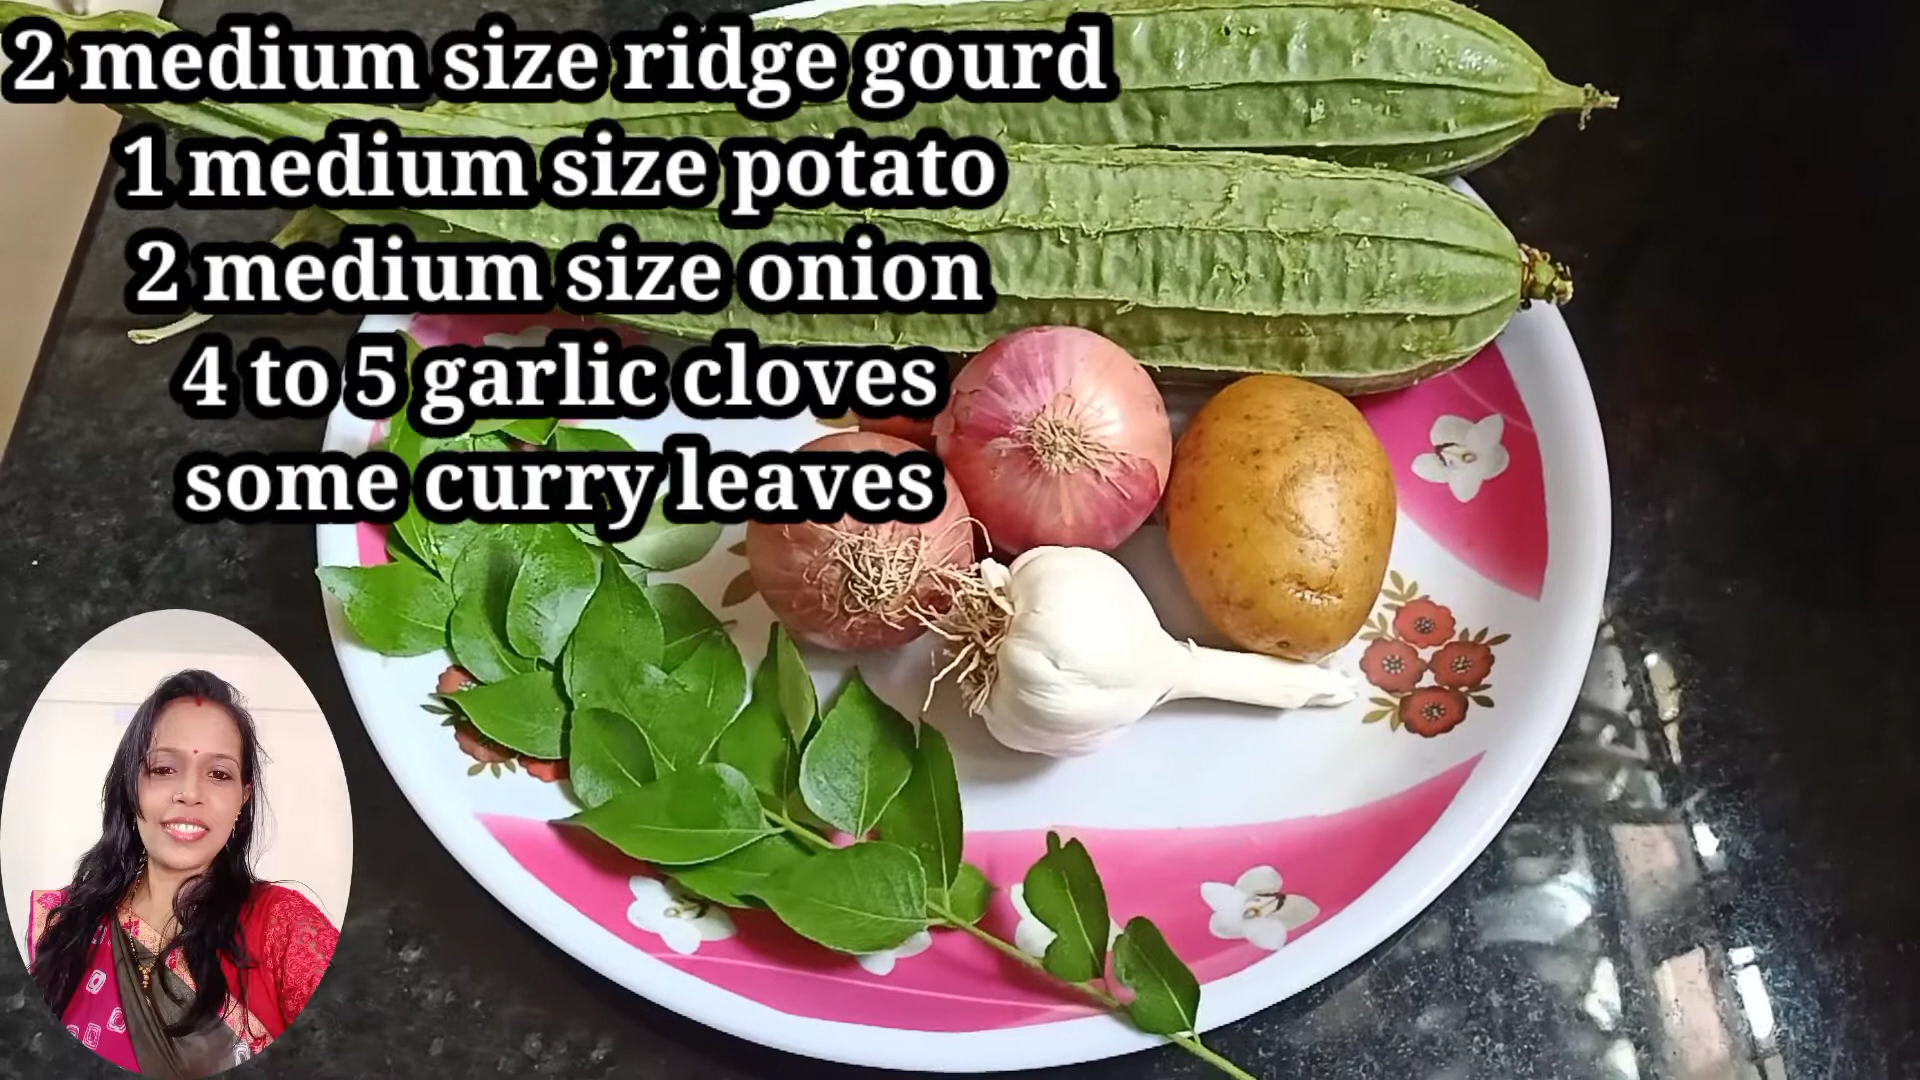 2 medium size ridge gourd
1 medium size potato
2 medium size onion
4 to 5 garlic cloves
some curry leaves